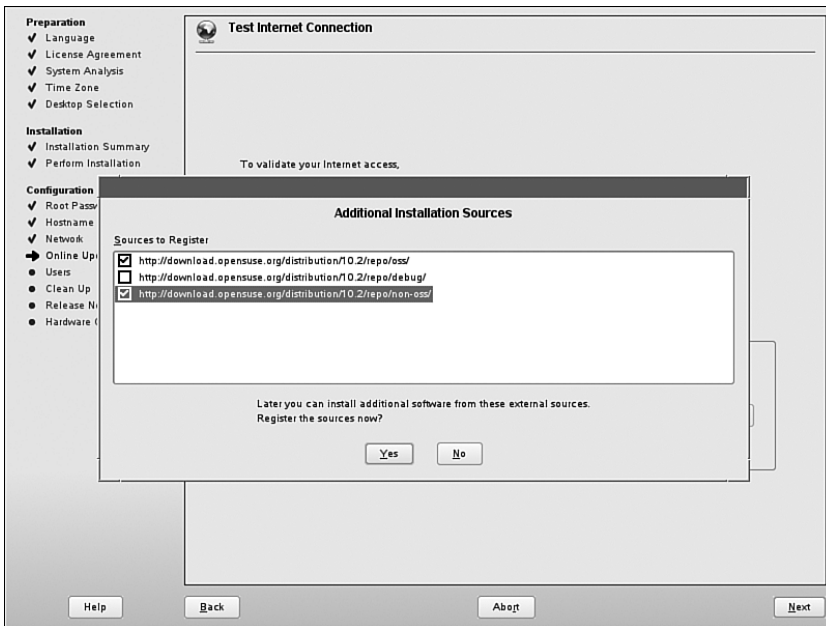 Preparation
Language
License Agreement
System Analysis
Time Zone
Desktop Selection
Installation
Installation Summary
Perform Installation
Configuration
Root
Hostname
Network
Online
Users
Clean Up
Release
Hardware
Test Internet Connection
To validate your Internet access,
Additional Installation Sources
Sources to Register
http://download.opensuse.org/distribution/10.2/repo/oss/
http://download.opensuse.org/distribution/10.2/repo/debug/
http://download.opensuse.org/distribution/10.2/repo/non-oss/
Later you can install additional software from these external sources.
Register the sources now?
Yes
No
Help
Back
Abort
Next